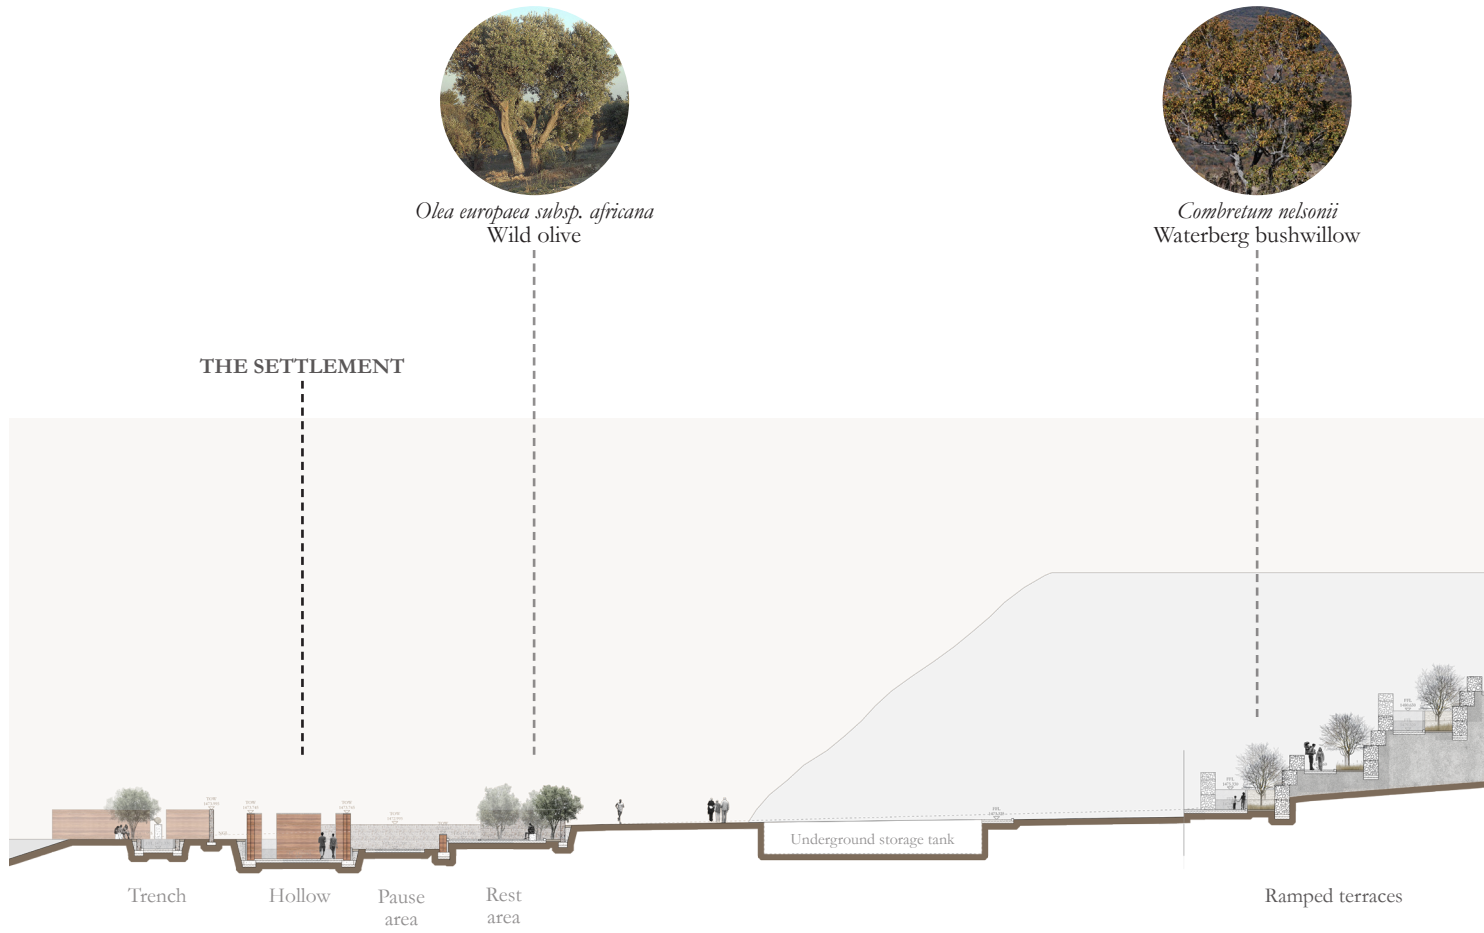 Olea europaea subsp. africana
Wild olive
Combretum nelsonii
Waterberg bushwillow
THE SETTLEMENT
Underground storage tank
Trench
Hollow
Pause
area
Rest
area
Ramped terraces